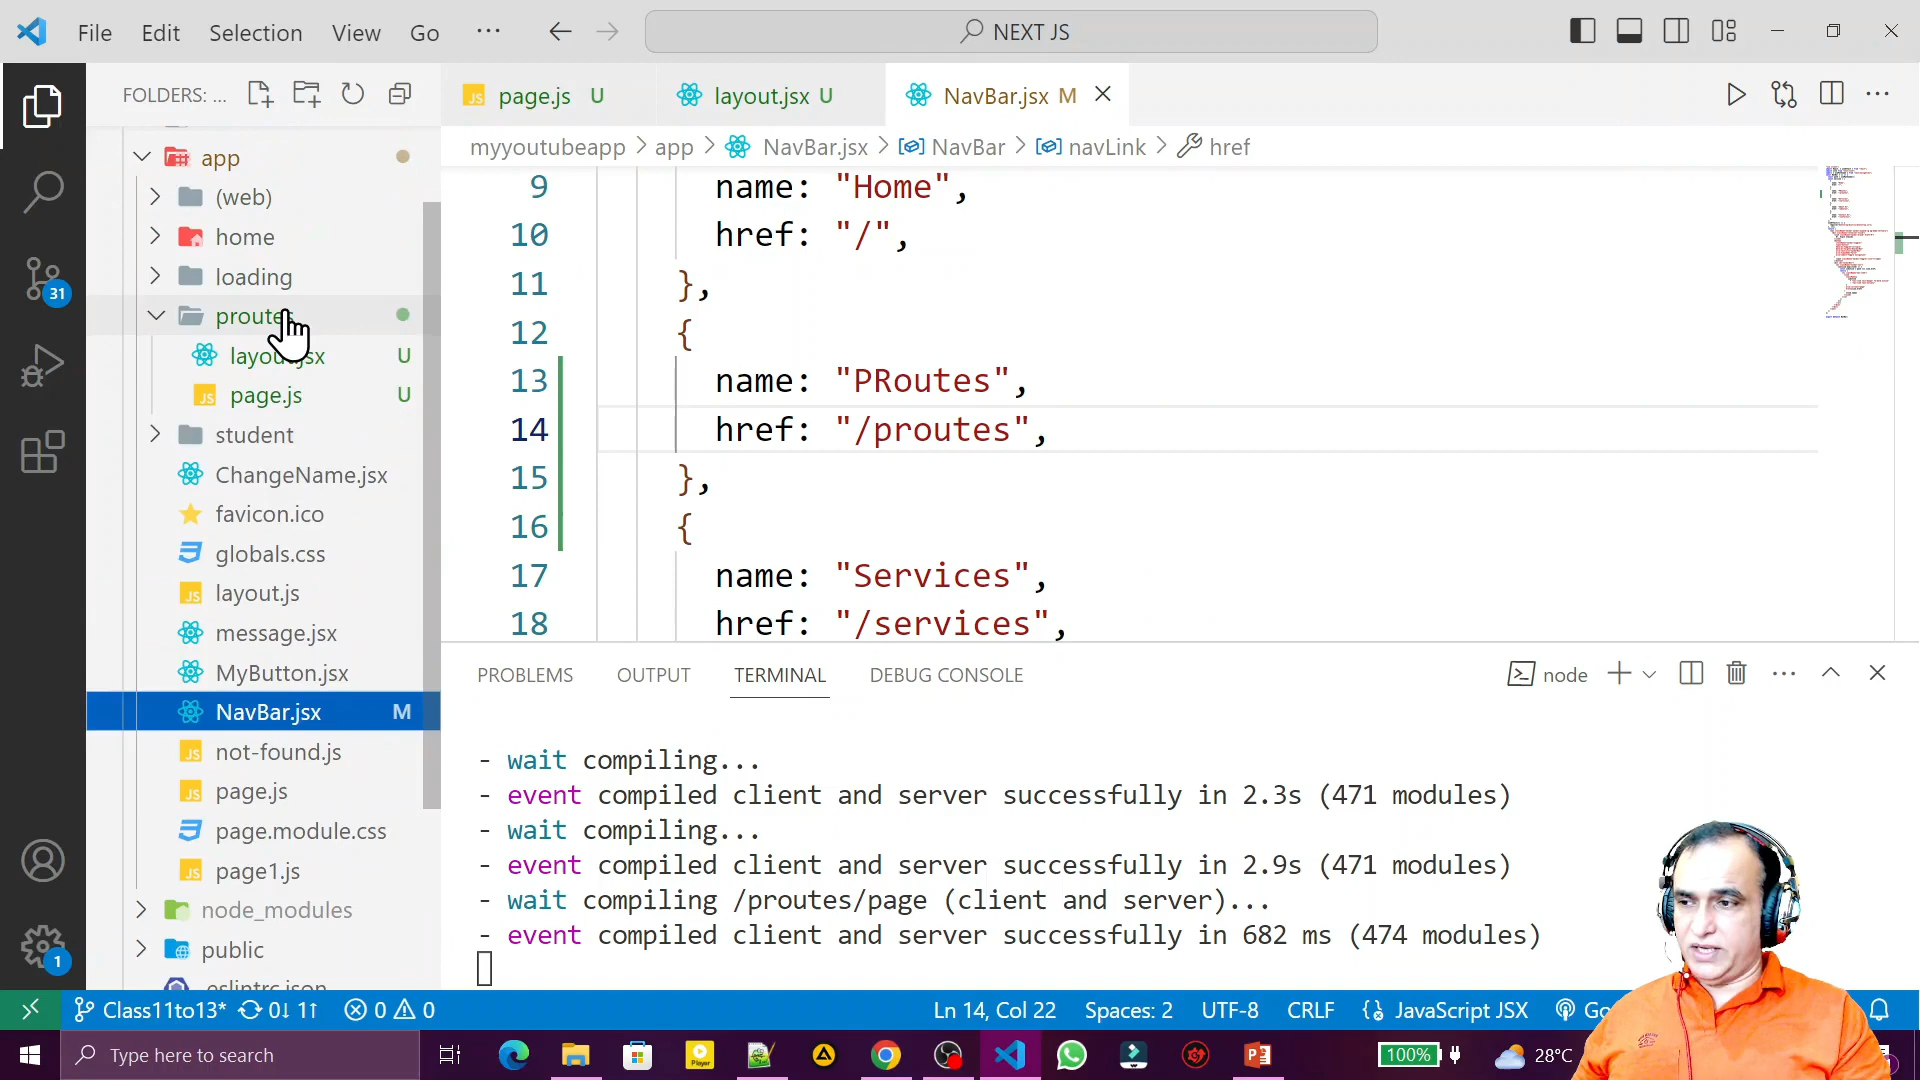 File Edit Selection View Go ... NEXT JS
FOLDERS: ...
page.js U layout.jsx U NavBar.jsx M
myyoutubeapp > app > NavBar.jsx > NavBar > navLink > href
app
(web)
home
loading
layout.jsx U
page.js U
student
ChangeName.jsx
favicon.ico
globals.css
layout.js
message.jsx
MyButton.jsx
NavBar.jsx M
not-found.js
page.js
page.module.css
page1.js
node_modules
public
.eslintrc.json
31
1
9 name: "Home",
10 href: "/",
11 },
12 {
13 name: "PRoutes",
14 href: "/proutes",
15 },
16 {
17 name: "Services",
18 href: "/services",
PROBLEMS OUTPUT TERMINAL DEBUG CONSOLE node
- wait compiling...
- event compiled client and server successfully in 2.3s (471 modules)
- wait compiling...
- event compiled client and server successfully in 2.9s (471 modules)
- wait compiling /proutes/page (client and server)...
- event compiled client and server successfully in 682 ms (474 modules)
Class11to13* 0↓ 1↑ 0 0 Ln 14, Col 22 Spaces: 2 UTF-8 CRLF JavaScript JSX
Type here to search 100% 28°C